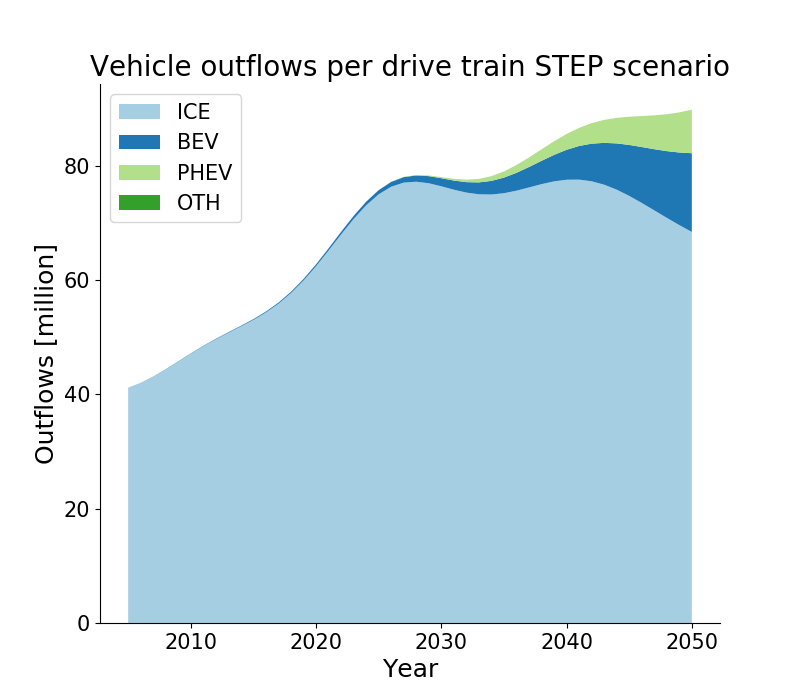 Vehicle outflows per drive train STEP scenario
ICE
BEV
PHEV
OTH
80
60
40
20
0
Outflows [million]
2010 2020 2030 2040 2050
Year